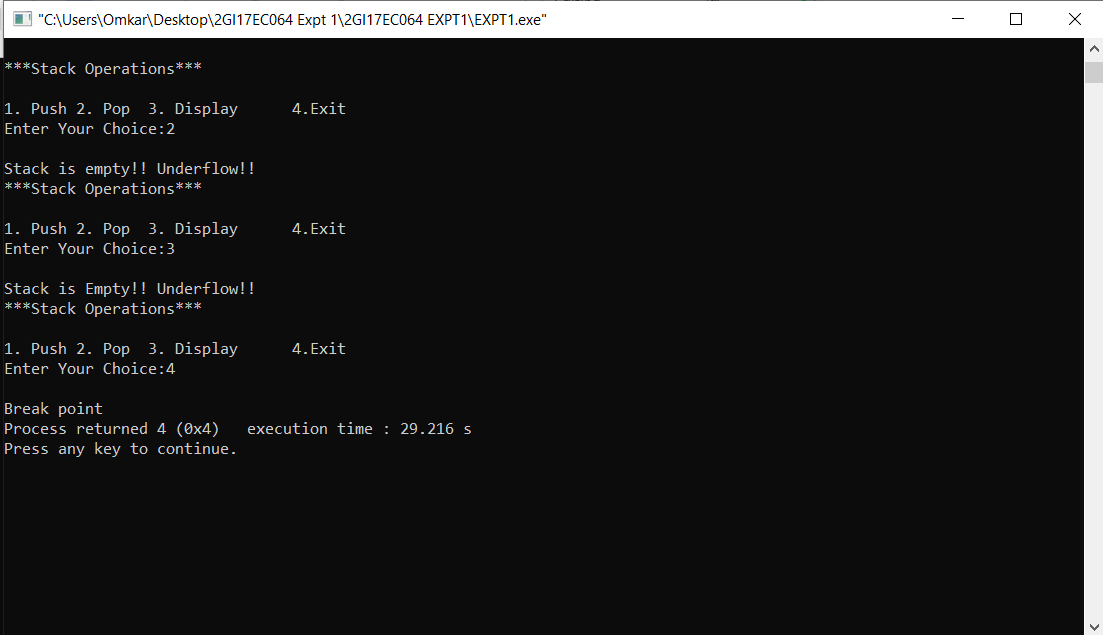 "C:\Users\Omkar\Desktop\2GI17EC064 Expt 1\2GI17EC064 EXPT1\EXPT1.exe"
***Stack Operations***
1. Push 2. Pop  3. Display      4.Exit
Enter Your Choice:2
Stack is empty!! Underflow!!
***Stack Operations***
1. Push 2. Pop  3. Display      4.Exit
Enter Your Choice:3
Stack is Empty!! Underflow!!
***Stack Operations***
1. Push 2. Pop  3. Display      4.Exit
Enter Your Choice:4
Break point
Process returned 4 (0x4)   execution time : 29.216 s
Press any key to continue.